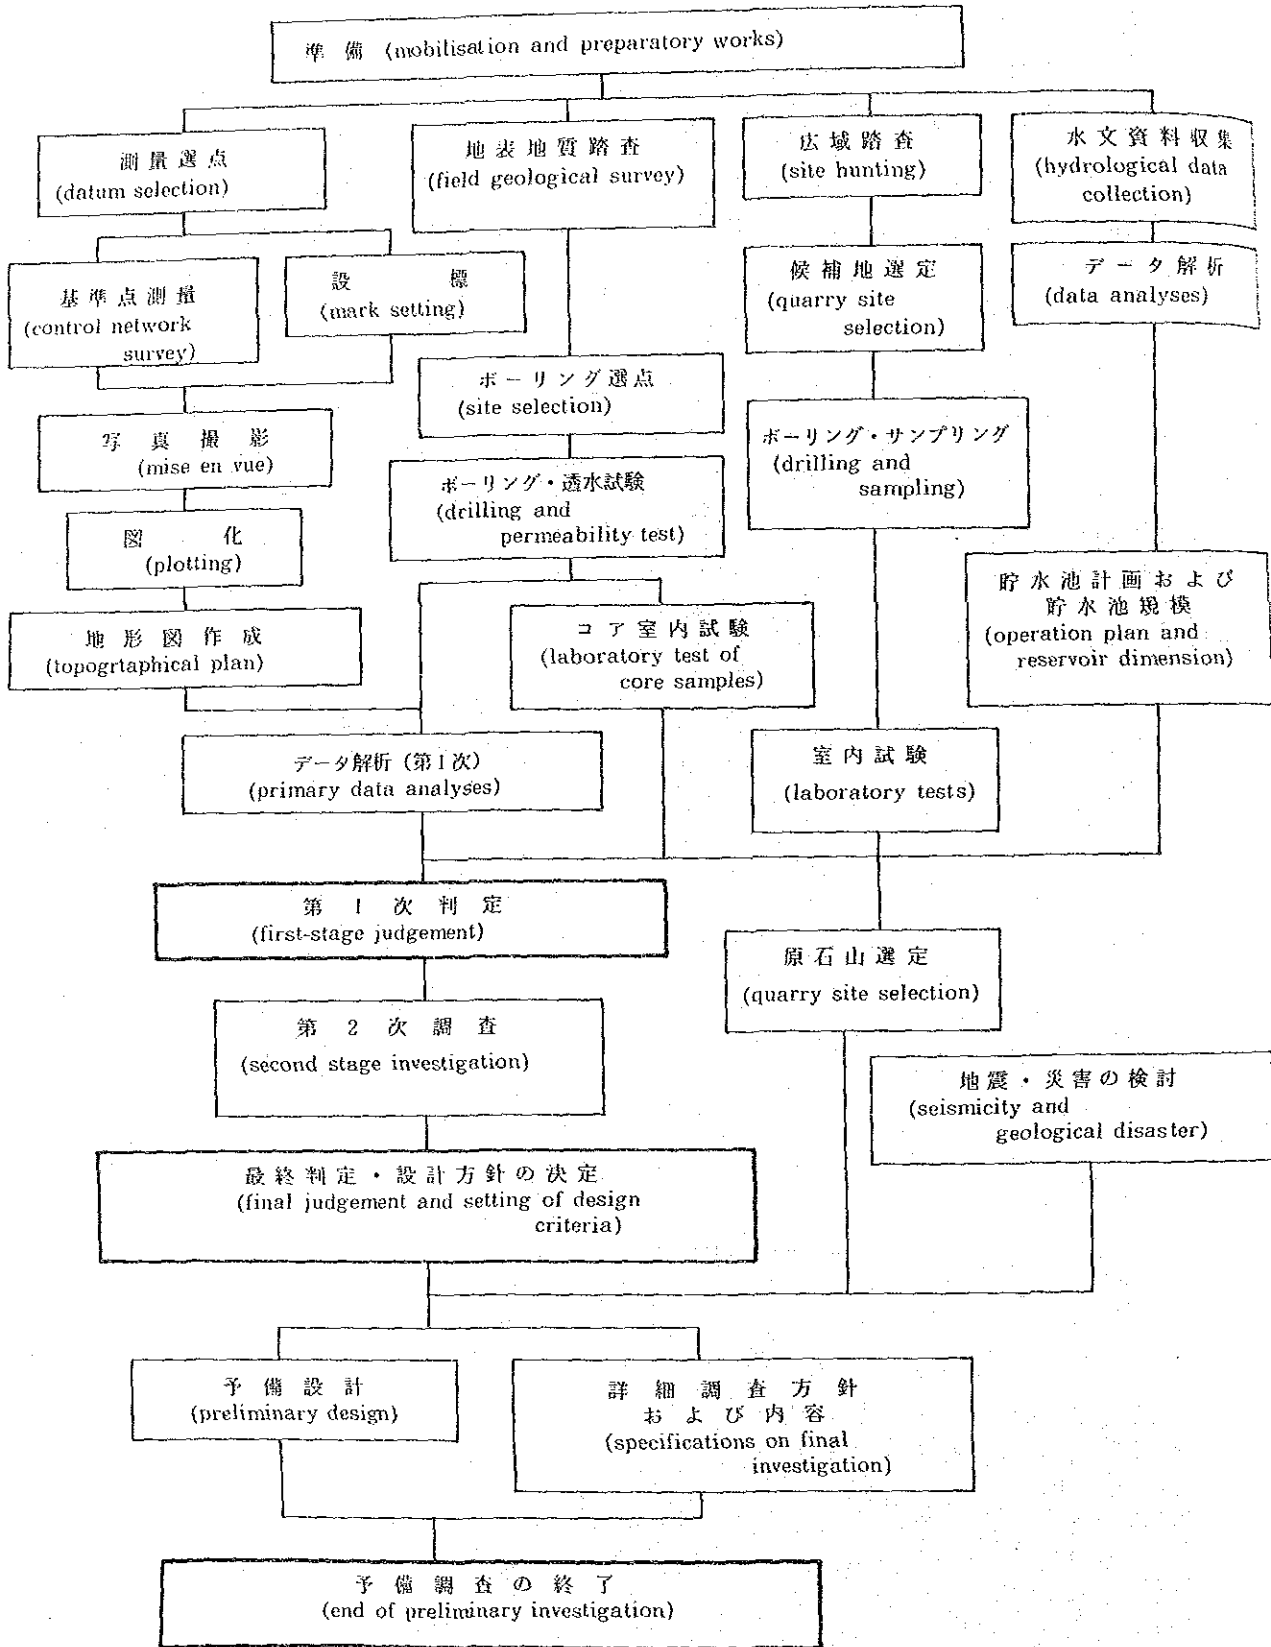 準備 (mobilisation and preparatory works)
測量選点
(datum selection)
地表地質踏査
(field geological survey)
広域踏査
(site hunting)
水文資料収集
(hydrological data
collection)
基準点測量
(control network
survey)
設標
(mark setting)
候補地選定
(quarry site
selection)
データ解析
(data analyses)
ボーリング選点
(site selection)
写真撮影
(mise en vue)
ボーリング・透水試験
(drilling and
permeability test)
ボーリング・サンプリング
(drilling and
sampling)
図化
(plotting)
地形図作成
(topogrtaphical plan)
コア室内試験
(laboratory test of
core samples)
貯水池計画および
貯水池規模
(operation plan and
reservoir dimension)
データ解析(第1次)
(primary data analyses)
室内試験
(laboratory tests)
第1次判定
(first-stage judgement)
原石山選定
(quarry site selection)
第2次調査
(second stage investigation)
地震・災害の検討
(seismicity and
geological disaster)
最終判定・設計方針の決定
(final judgement and setting of design
criteria)
予備設計
(preliminary design)
詳細調査方針
および内容
(specifications on final
investigation)
予備調査の終了
(end of preliminary investigation)